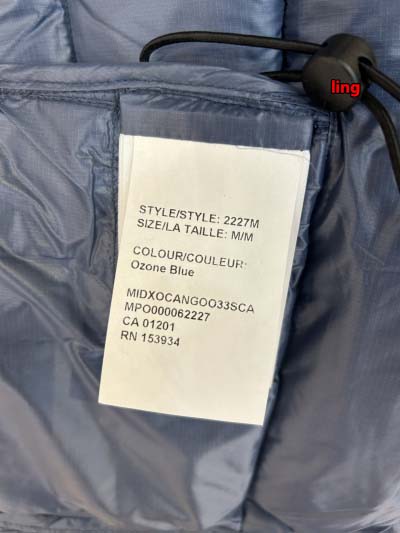 ling
STYLE/STYLE: 2227M
SIZE/LA TAILLE: M/M
COLOUR/COULEUR:
Ozone Blue
MIDXOCANGOO33SCA
MPO000062227
CA 01201
RN 153934